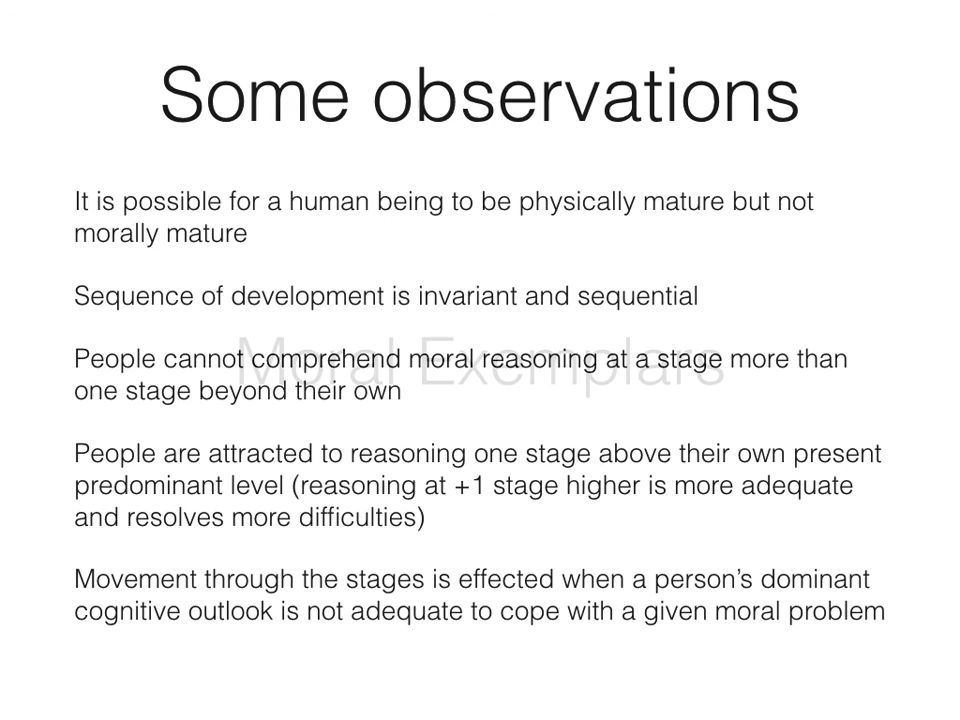 Some observations
It is possible for a human being to be physically mature but not
morally mature
Sequence of development is invariant and sequential
Moral Exemplars
People cannot comprehend moral reasoning at a stage more than
one stage beyond their own
People are attracted to reasoning one stage above their own present
predominant level (reasoning at +1 stage higher is more adequate
and resolves more difficulties)
Movement through the stages is effected when a person’s dominant
cognitive outlook is not adequate to cope with a given moral problem